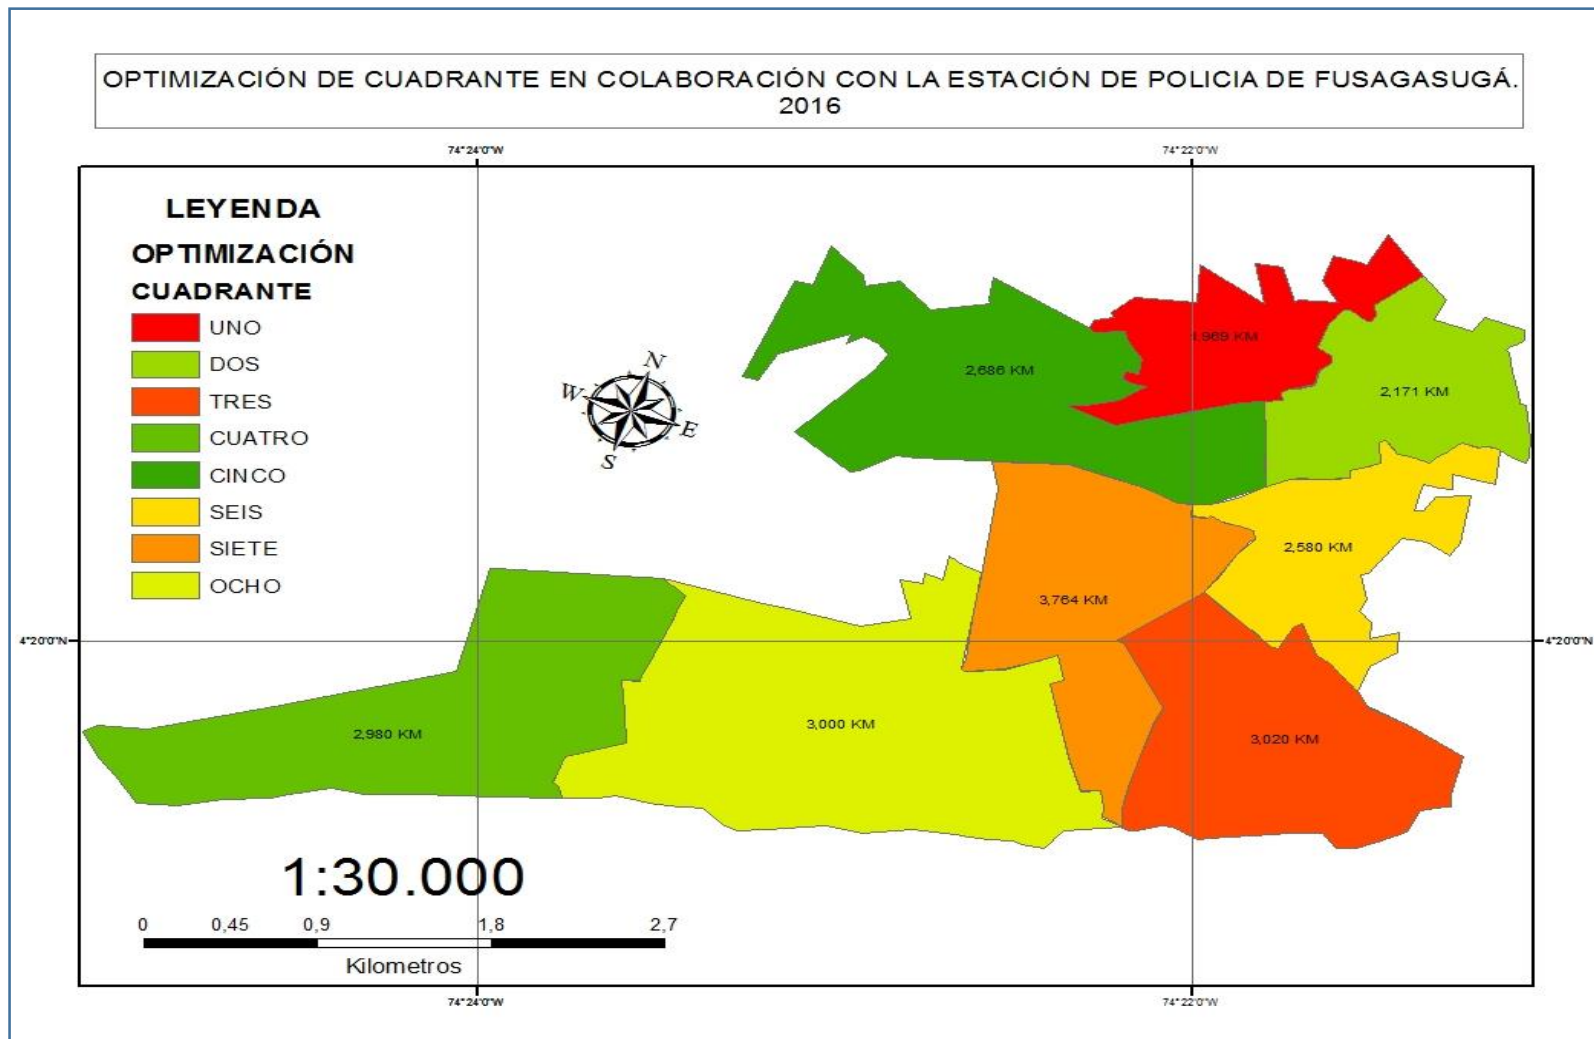 OPTIMIZACIÓN DE CUADRANTE EN COLABORACIÓN CON LA ESTACIÓN DE POLICIA DE FUSAGASUGÁ.
2016
74°24'0"W
74°22'0"W
LEYENDA
OPTIMIZACIÓN
CUADRANTE
UNO
DOS
TRES
CUATRO
CINCO
SEIS
SIETE
OCHO
N
W
E
S
1,969 KM
2,686 KM
2,171 KM
2,580 KM
3,764 KM
4°20'0"N
4°20'0"N
3,000 KM
2,980 KM
3,020 KM
1:30.000
0 0,45 0,9 1,8 2,7
Kilometros
74°24'0"W
74°22'0"W